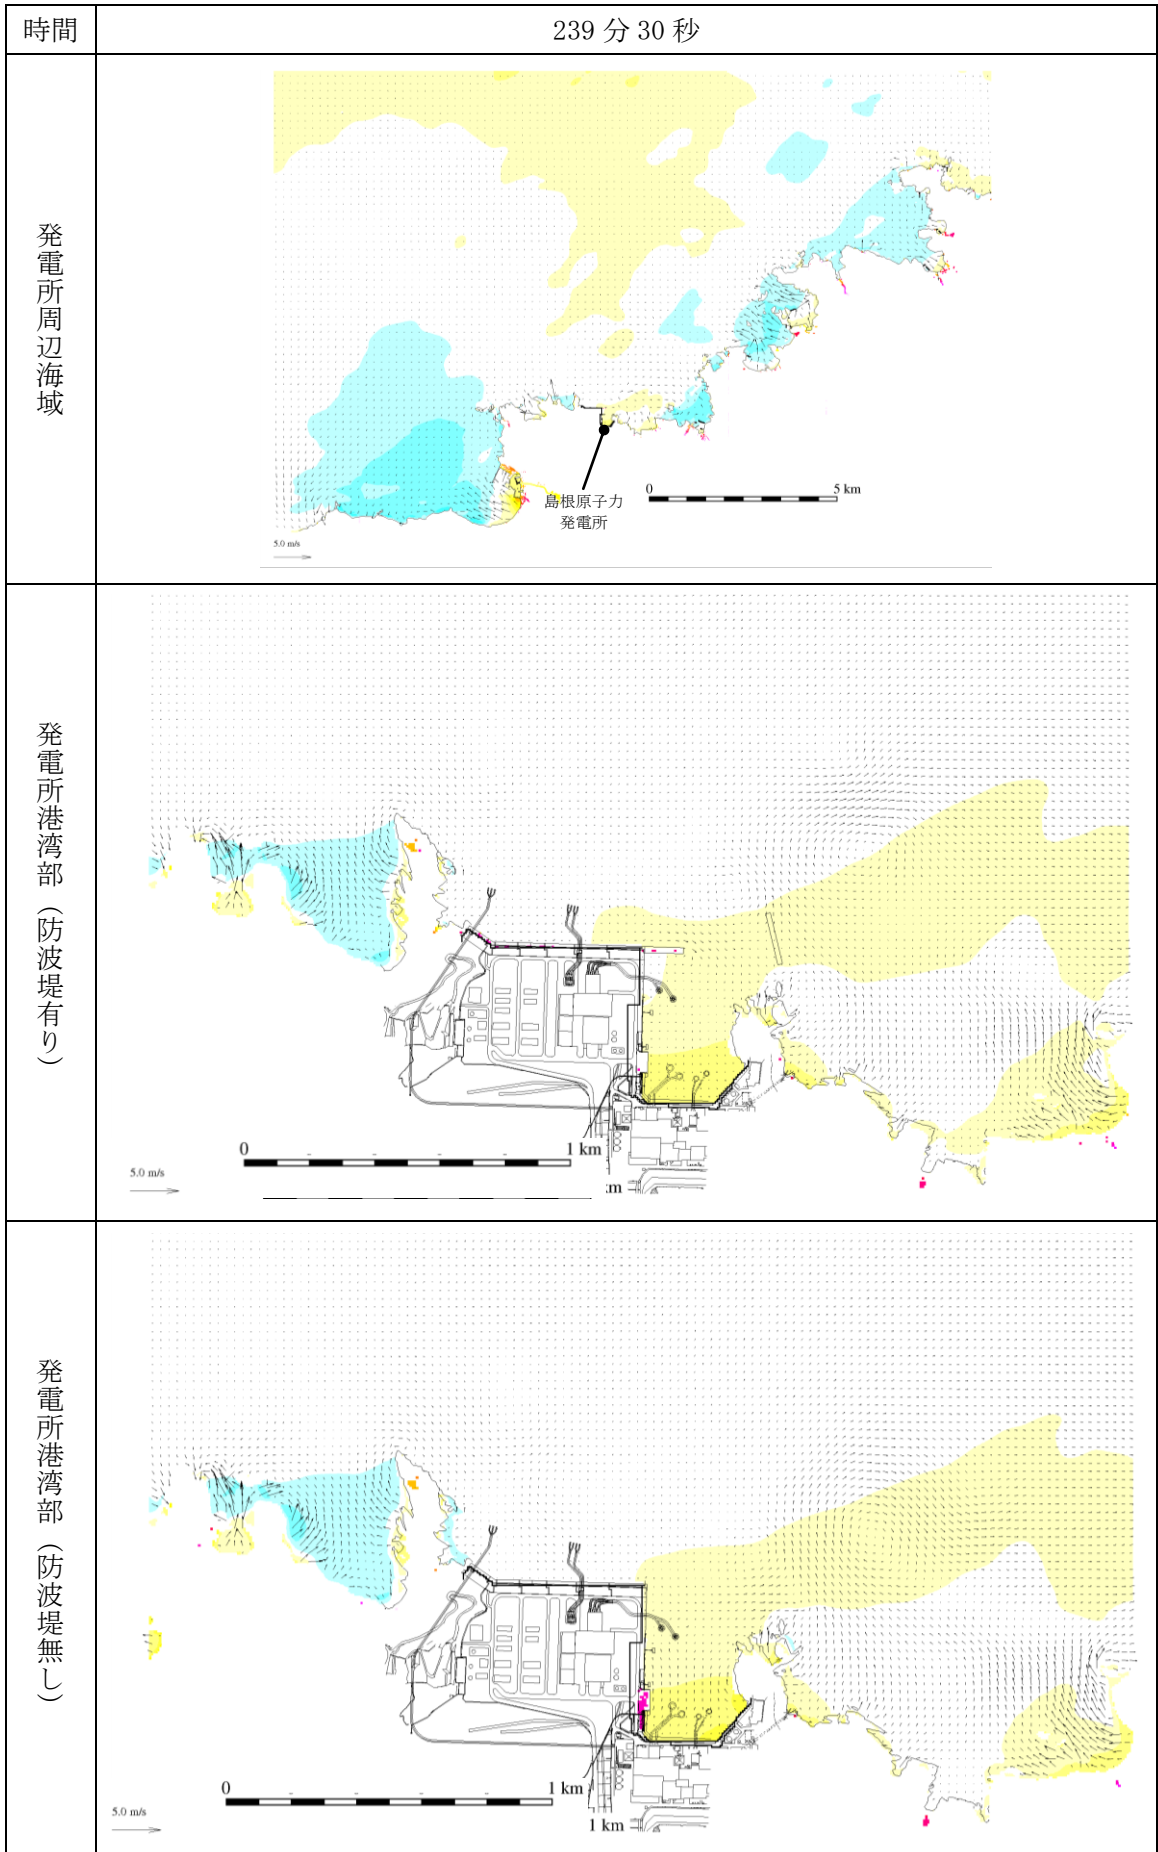 時間
239 分 30 秒
発電所周辺海域
島根原子力
発電所
0
5 km
5.0 m/s
発電所港湾部（防波堤有り）
0
1 km
5.0 m/s
km
発電所港湾部（防波堤無し）
0
1 km
5.0 m/s
1 km